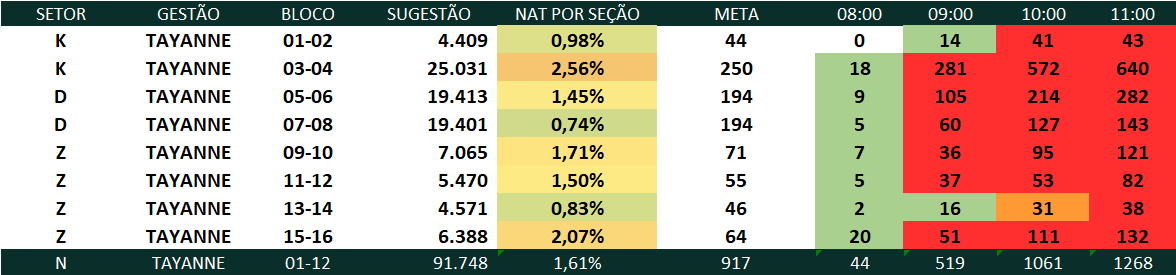 SETOR GESTÃO BLOCO SUGESTÃO NAT POR SEÇÃO META 08:00 09:00 10:00 11:00
K TAYANNE 01-02 4.409 0,98% 44 0 14 41 43
K TAYANNE 03-04 25.031 2,56% 250 18 281 572 640
D TAYANNE 05-06 19.413 1,45% 194 9 105 214 282
D TAYANNE 07-08 19.401 0,74% 194 5 60 127 143
Z TAYANNE 09-10 7.065 1,71% 71 7 36 95 121
Z TAYANNE 11-12 5.470 1,50% 55 5 37 53 82
Z TAYANNE 13-14 4.571 0,83% 46 2 16 31 38
Z TAYANNE 15-16 6.388 2,07% 64 20 51 111 132
N TAYANNE 01-12 91.748 1,61% 917 44 519 1061 1268